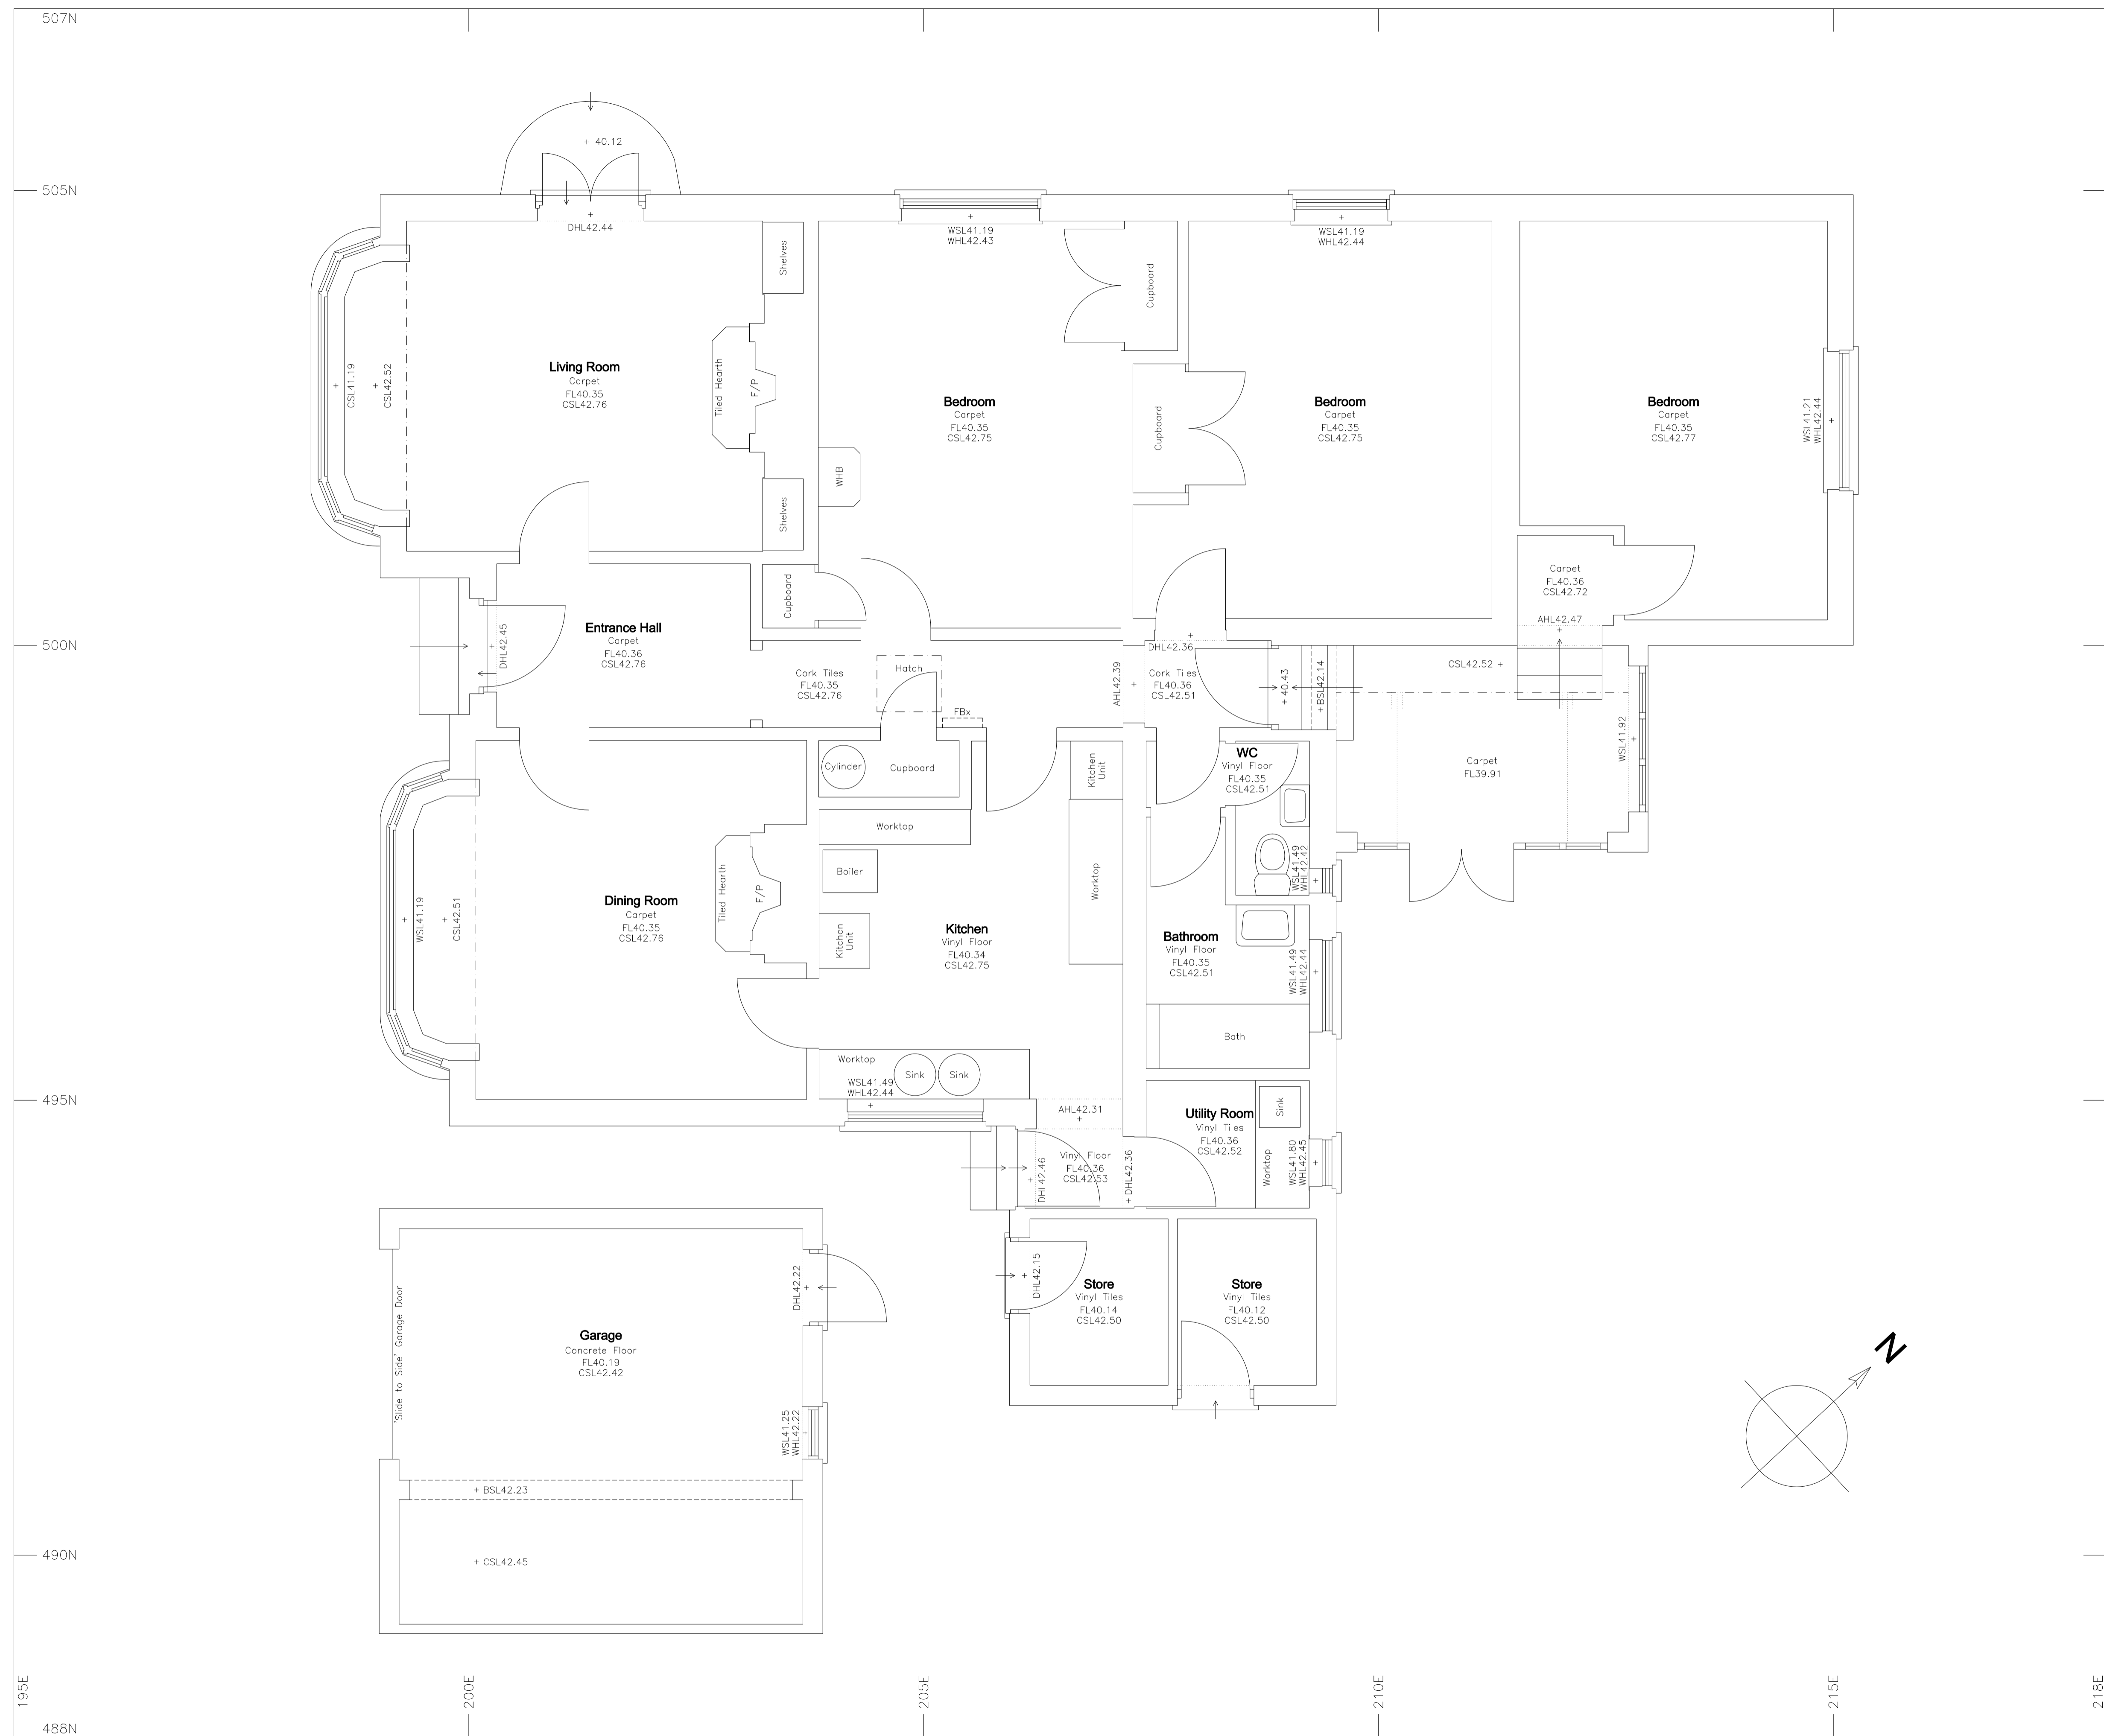 507N
505N
500N
495N
490N
488N
195E
200E
205E
210E
215E
218E
+ 40.12
DHL42.44
WSL41.19
WHL42.43
WSL41.19
WHL42.44
Shelves
Cupboard
CSL41.19
CSL42.52
Living Room
Carpet
FL40.35
CSL42.76
Tiled Hearth
F/P
Bedroom
Carpet
FL40.35
CSL42.75
Cupboard
Bedroom
Carpet
FL40.35
CSL42.75
Bedroom
Carpet
FL40.35
CSL42.77
WSL41.21
WHL42.44
WHB
Shelves
Cupboard
Carpet
FL40.36
CSL42.72
AHL42.47
Entrance Hall
Carpet
FL40.36
CSL42.76
DHL42.45
Cork Tiles
FL40.35
CSL42.76
Hatch
FBx
AHL42.39
DHL42.36
Cork Tiles
FL40.36
CSL42.51
+ 40.43
+BSL42.14
CSL42.52 +
WSL41.92
Carpet
FL39.91
WC
Vinyl Floor
FL40.35
CSL42.51
Cylinder
Cupboard
Kitchen
Unit
Worktop
Boiler
Worktop
WSL41.49
WHL42.42
WSL41.19
CSL42.51
Dining Room
Carpet
FL40.35
CSL42.76
Tiled Hearth
F/P
Kitchen
Unit
Kitchen
Vinyl Floor
FL40.34
CSL42.75
Bathroom
Vinyl Floor
FL40.35
CSL42.51
WSL41.49
WHL42.44
Bath
Worktop
Sink
Sink
WSL41.49
WHL42.44
AHL42.31
Utility Room
Vinyl Tiles
FL40.36
CSL42.52
Sink
Worktop
WSL41.80
WHL42.45
Vinyl Floor
FL40.36
CSL42.53
DHL42.46
+ DHL42.36
DHL42.15
Store
Vinyl Tiles
FL40.14
CSL42.50
Store
Vinyl Tiles
FL40.12
CSL42.50
DHL42.22
'Slide to Side' Garage Door
Garage
Concrete Floor
FL40.19
CSL42.42
WSL41.25
WHL42.22
+ BSL42.23
+ CSL42.45
N